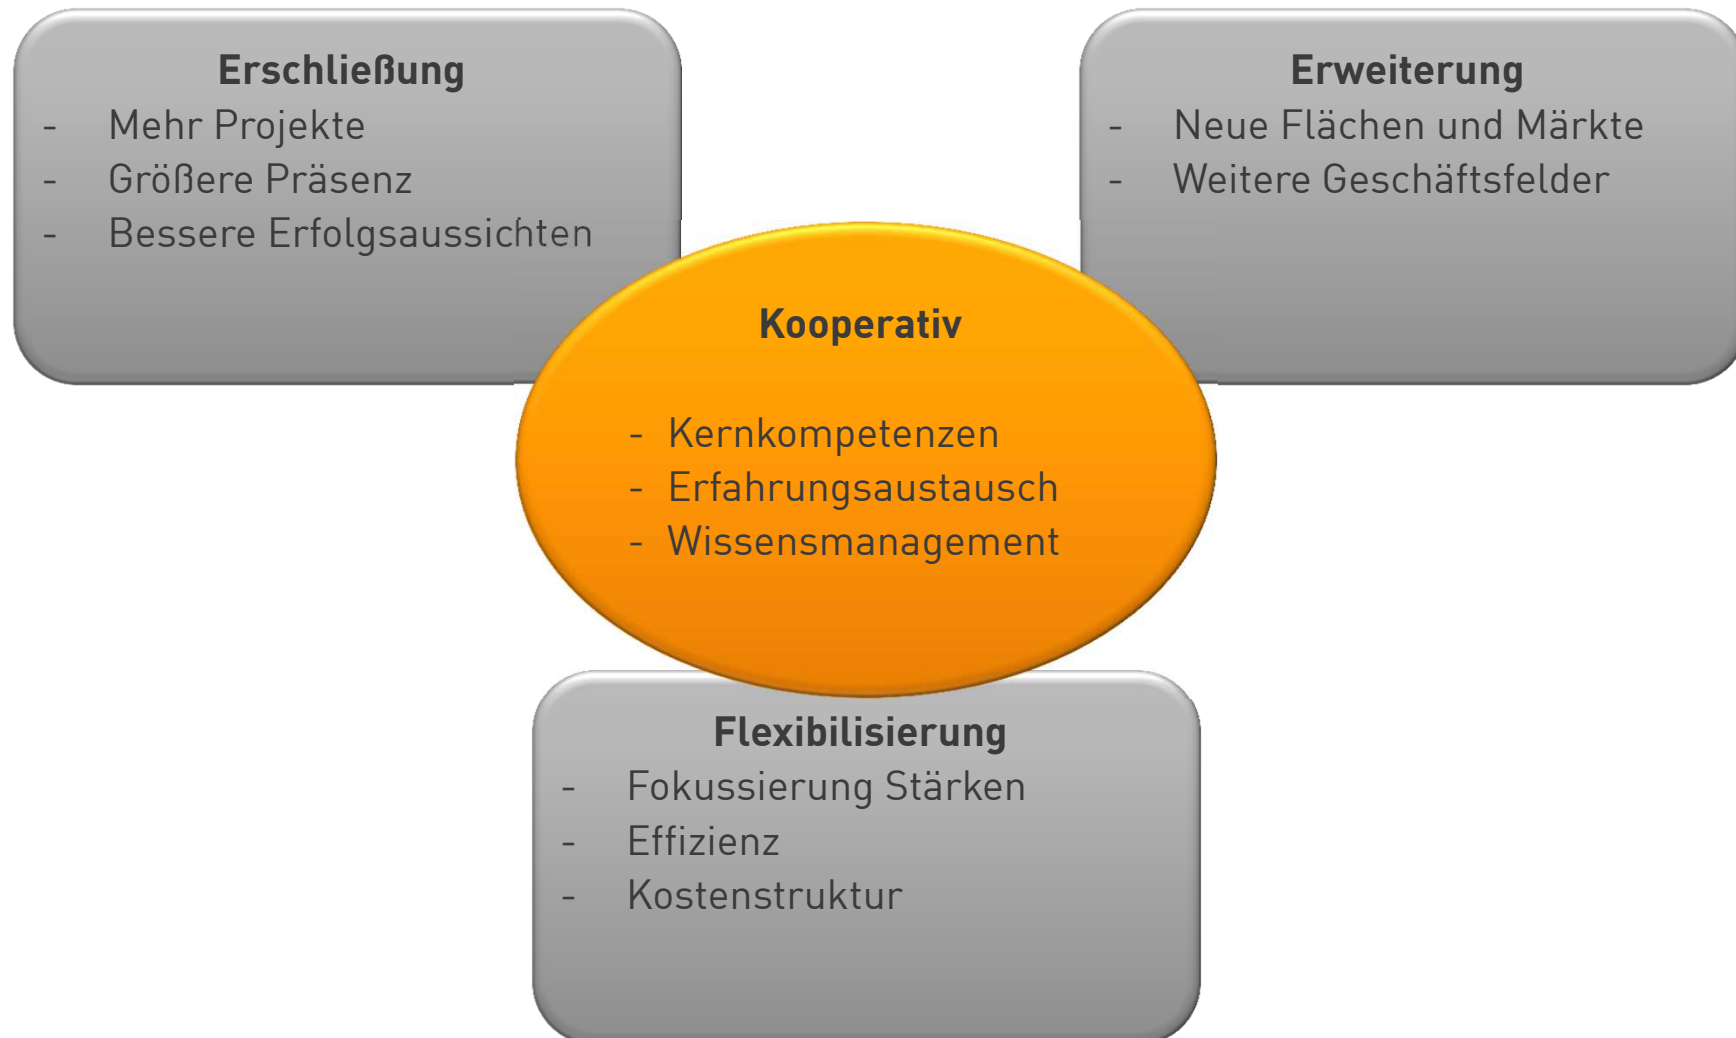 Erschließung
- Mehr Projekte
- Größere Präsenz
- Bessere Erfolgsaussichten
Erweiterung
- Neue Flächen und Märkte
- Weitere Geschäftsfelder
Kooperativ
- Kernkompetenzen
- Erfahrungsaustausch
- Wissensmanagement
Flexibilisierung
- Fokussierung Stärken
- Effizienz
- Kostenstruktur